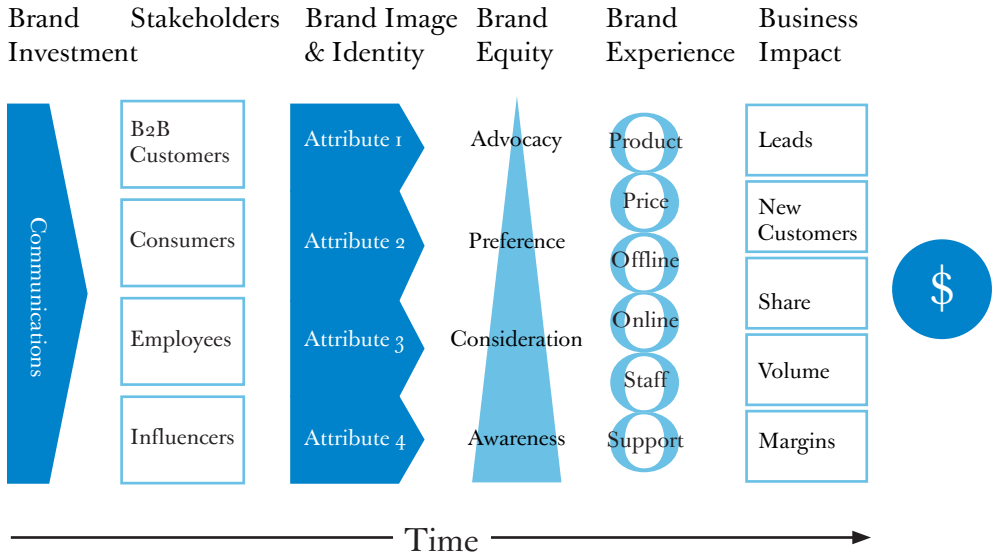 Brand
Investment
Stakeholders
Brand Image
& Identity
Brand
Equity
Brand
Experience
Business
Impact
Communications
B2B
Customers
Consumers
Employees
Influencers
Attribute 1
Attribute 2
Attribute 3
Attribute 4
Advocacy
Preference
Consideration
Awareness
Product
Price
Offline
Online
Staff
Support
Leads
New
Customers
Share
Volume
Margins
$
Time